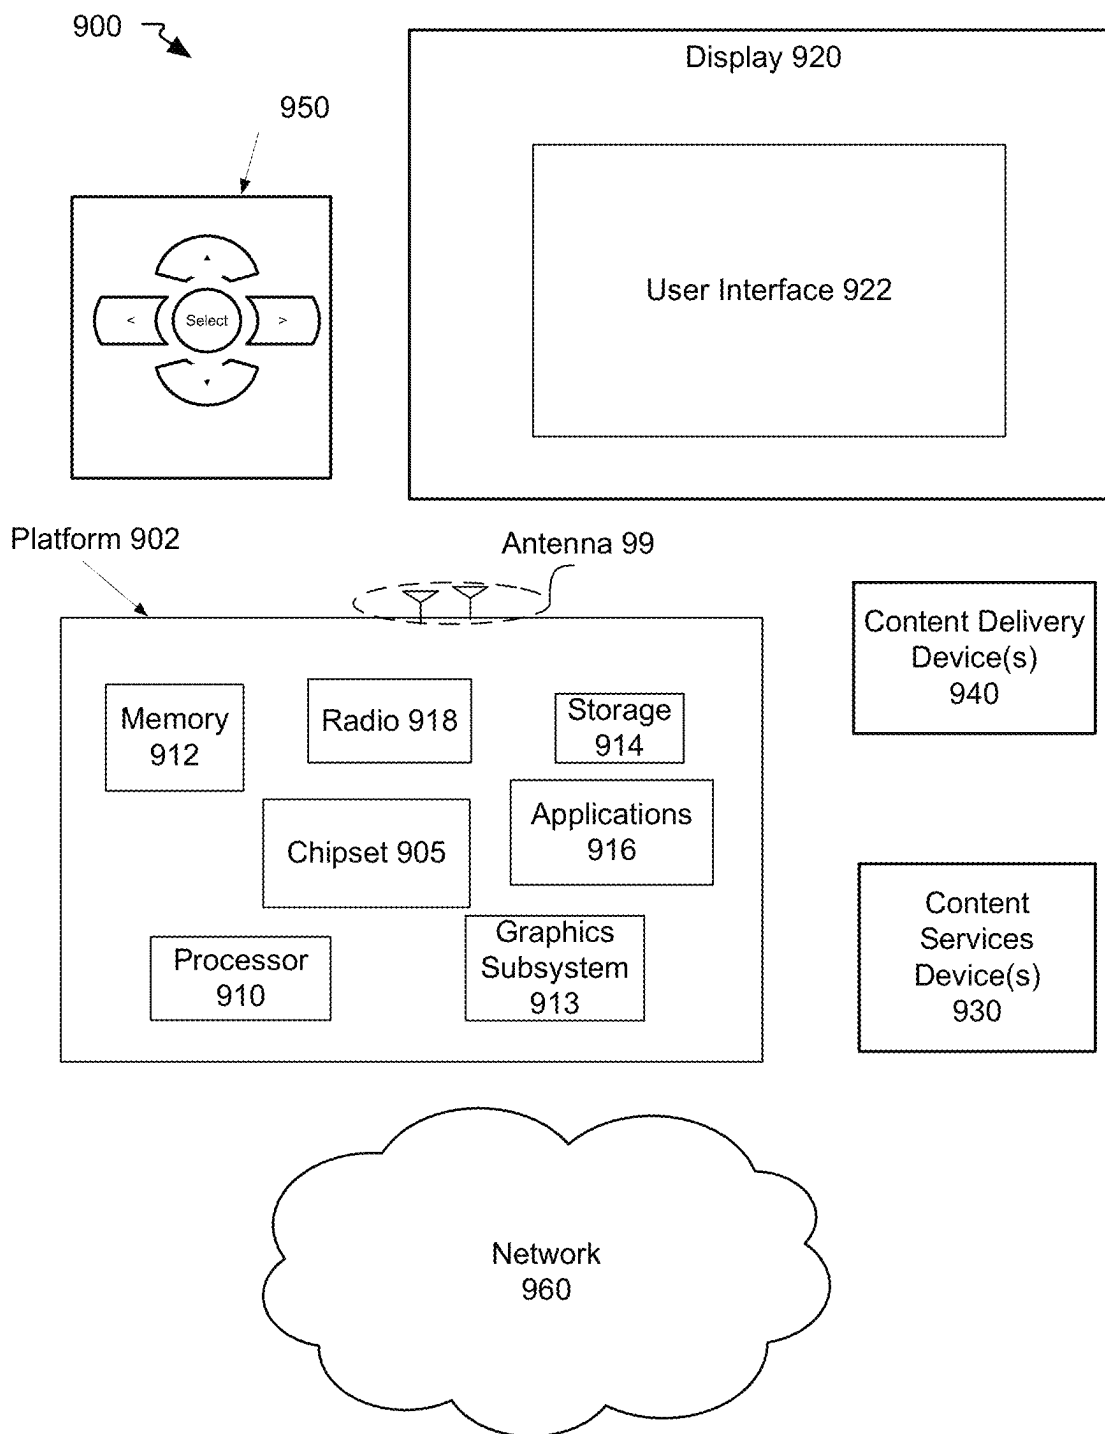 900
950
Display 920
User Interface 922
<
Select
>
Platform 902
Antenna 99
Memory
912
Radio 918
Storage
914
Chipset 905
Applications
916
Processor
910
Graphics
Subsystem
913
Content Delivery
Device(s)
940
Content
Services
Device(s)
930
Network
960